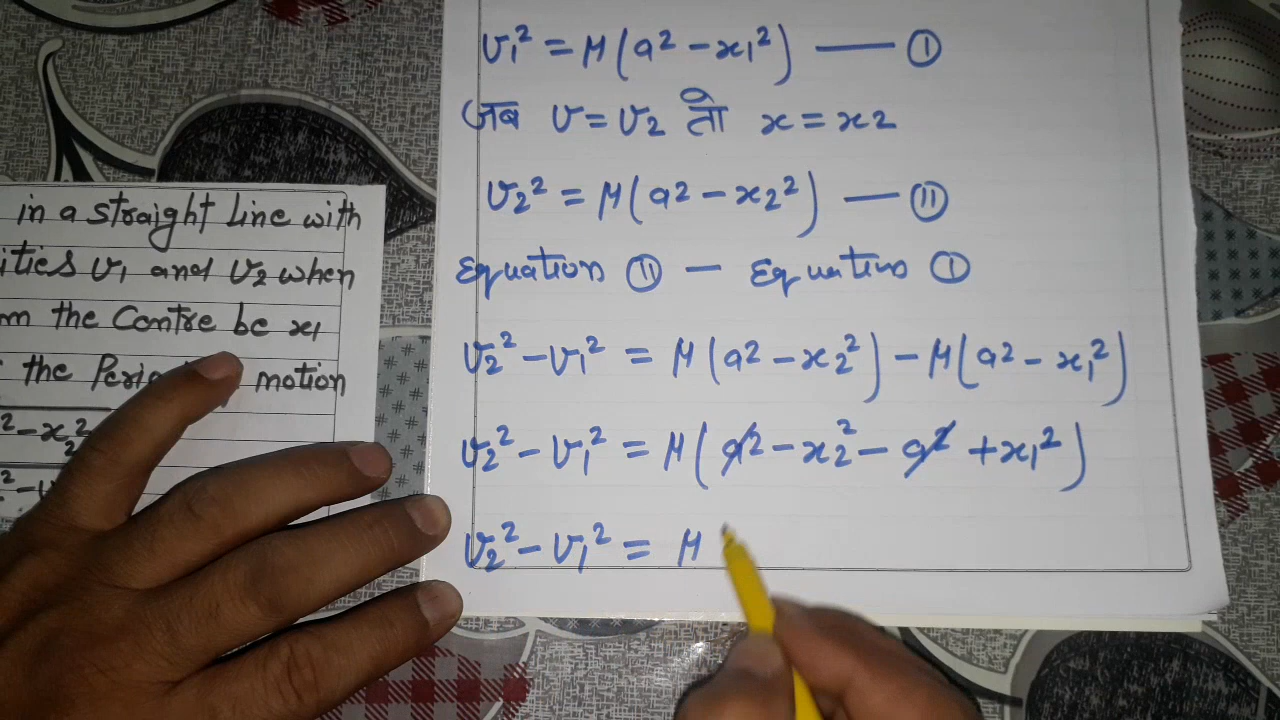 in a straight line with
ities v₁ and v₂ when
m the Centre be x₁
the motion
²-x₂²
v₁² = μ(a² - x₁²) —— ①
जब v = v₂ तो x = x2
v₂² = μ(a² - x₂²) — ⑪
Equation ⑪ — Equation ①
v₂² - v₁² = μ(a² - x₂²) - μ(a² - x₁²)
v₂² - v₁² = μ(a² - x₂² - a² + x₁²)
v₂² - v₁² = μ